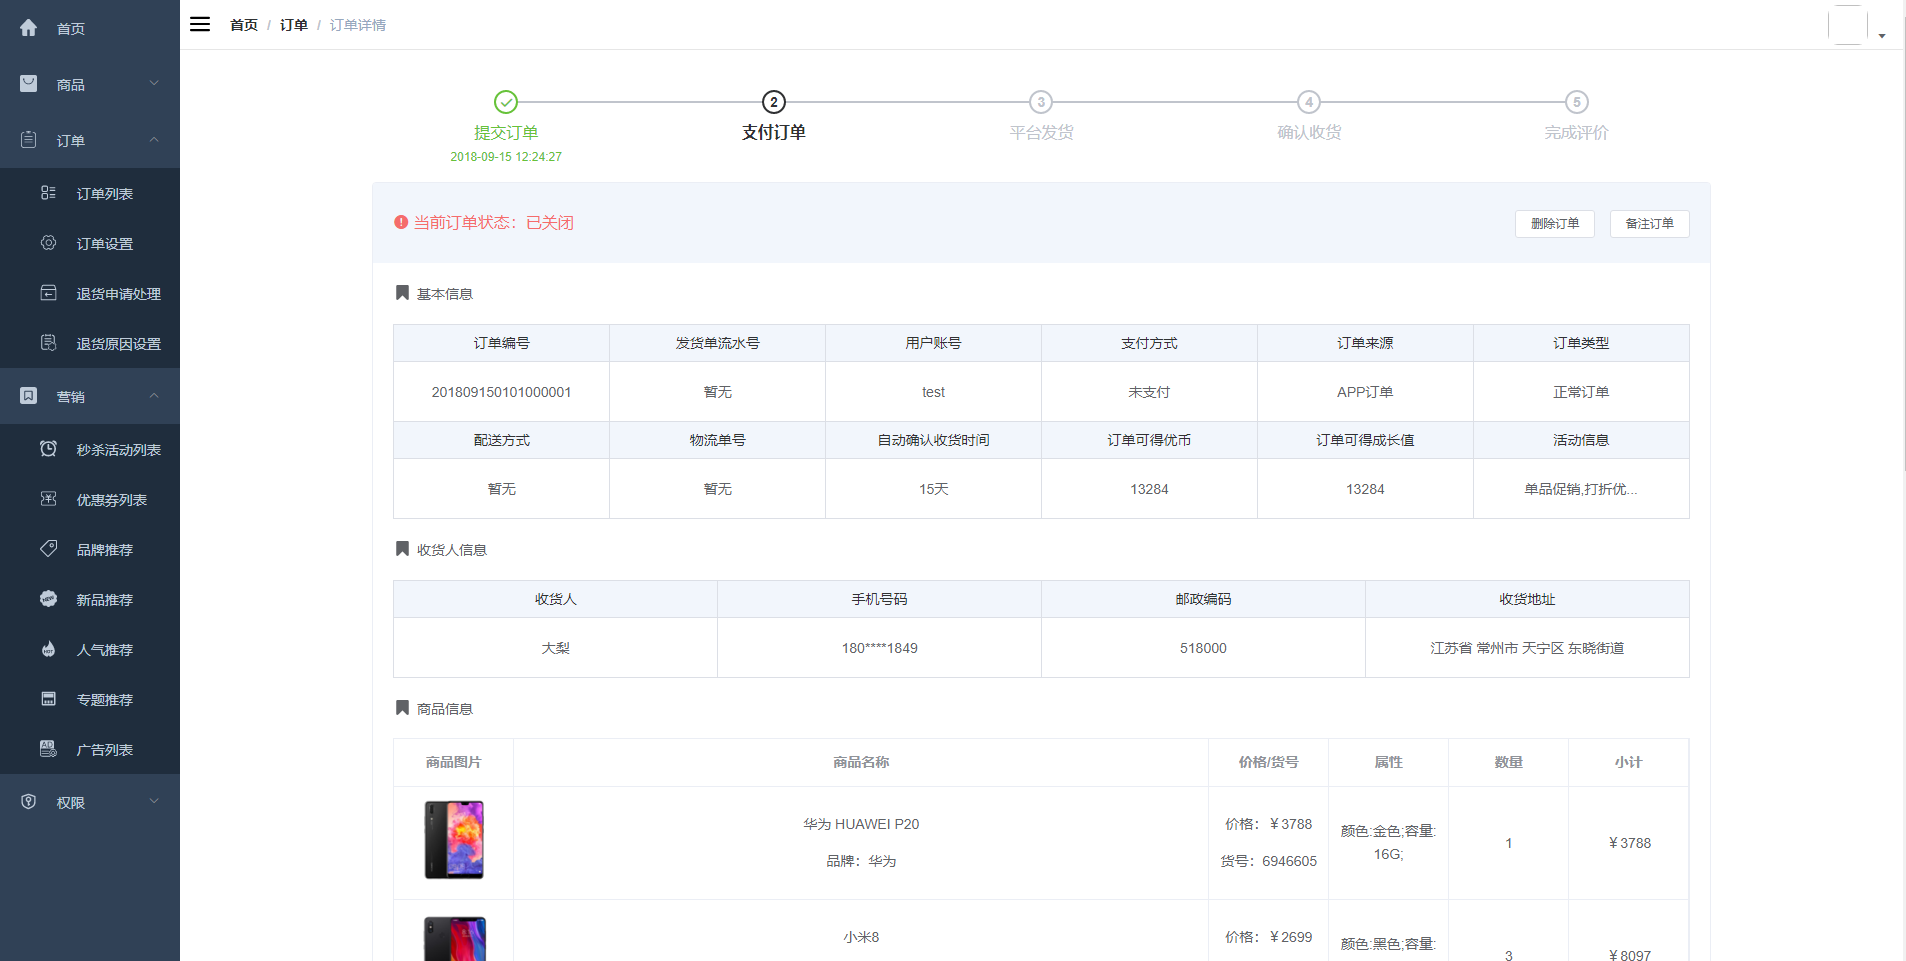 首页
商品
订单
订单列表
订单设置
退货申请处理
退货原因设置
营销
秒杀活动列表
优惠券列表
品牌推荐
新品推荐
人气推荐
专题推荐
广告列表
权限
首页 / 订单 / 订单详情
2 3 4 5
提交订单 支付订单 平台发货 确认收货 完成评价
2018-09-15 12:24:27
当前订单状态：已关闭 删除订单 备注订单
基本信息
订单编号 发货单流水号 用户账号 支付方式 订单来源 订单类型
201809150101000001 暂无 test 未支付 APP订单 正常订单
配送方式 物流单号 自动确认收货时间 订单可得优币 订单可得成长值 活动信息
暂无 暂无 15天 13284 13284 单品促销,打折优...
收货人信息
收货人 手机号码 邮政编码 收货地址
大梨 180****1849 518000 江苏省 常州市 天宁区 东晓街道
商品信息
商品图片 商品名称 价格/货号 属性 数量 小计
华为 HUAWEI P20 价格：￥3788
颜色:金色;容量:
16G; 1 ￥3788
品牌：华为 货号：6946605
小米8 价格：￥2699
颜色:黑色;容量:
3 ￥8097